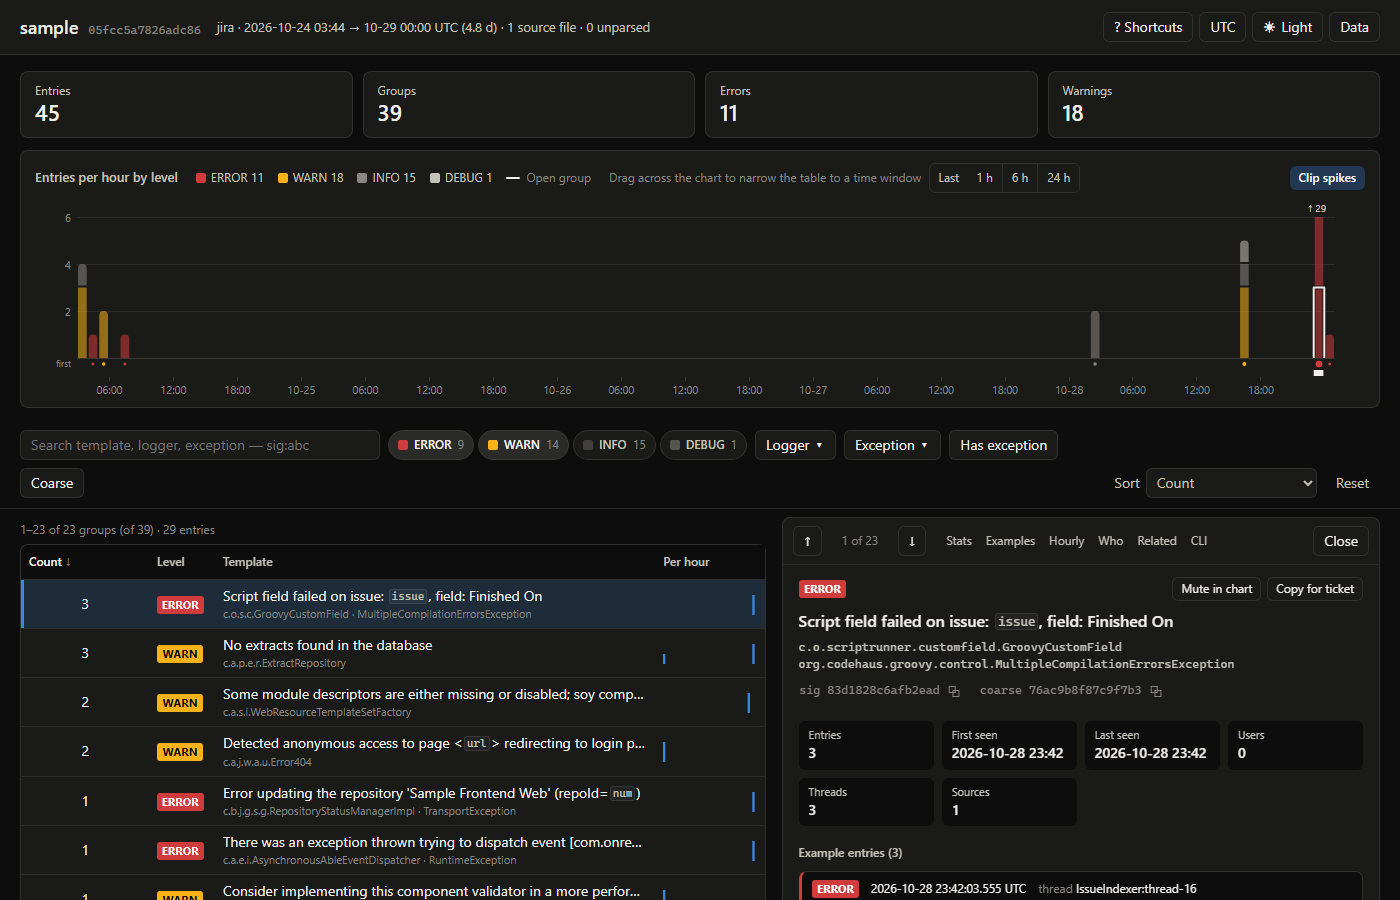 sample 05fcc5a7826adc86 jira · 2026-10-24 03:44 → 10-29 00:00 UTC (4.8 d) · 1 source file · 0 unparsed ? Shortcuts UTC ☀ Light Data
Entries Groups Errors Warnings
45 39 11 18
Entries per hour by level ERROR 11 WARN 18 INFO 15 DEBUG 1 Open group Drag across the chart to narrow the table to a time window Last 1 h 6 h 24 h Clip spikes
↑ 29
6
4
2
first
06:00 12:00 18:00 10-25 06:00 12:00 18:00 10-26 06:00 12:00 18:00 10-27 06:00 12:00 18:00 10-28 06:00 12:00 18:00
Search template, logger, exception — sig:abc ERROR 9 WARN 14 INFO 15 DEBUG 1 Logger ▾ Exception ▾ Has exception
Coarse Sort Count Reset
1–23 of 23 groups (of 39) · 29 entries
Count ↓ Level Template Per hour
3 ERROR Script field failed on issue: issue, field: Finished On
c.o.s.c.GroovyCustomField · MultipleCompilationErrorsException
3 WARN No extracts found in the database
c.a.p.e.r.ExtractRepository
2 WARN Some module descriptors are either missing or disabled; soy comp...
c.a.s.i.WebResourceTemplateSetFactory
2 WARN Detected anonymous access to page <url> redirecting to login p...
c.a.j.w.a.u.Error404
1 ERROR Error updating the repository 'Sample Frontend Web' (repoId=num)
c.b.j.g.s.g.RepositoryStatusManagerImpl · TransportException
1 ERROR There was an exception thrown trying to dispatch event [com.onre...
c.a.e.i.AsynchronousAbleEventDispatcher · RuntimeException
1 WARN Consider implementing this component validator in a more perfor...
↑ 1 of 23 ↓ Stats Examples Hourly Who Related CLI Close
ERROR Mute in chart Copy for ticket
Script field failed on issue: issue, field: Finished On
c.o.scriptrunner.customfield.GroovyCustomField
org.codehaus.groovy.control.MultipleCompilationErrorsException
sig 83d1828c6afb2ead coarse 76ac9b8f87c9f7b3
Entries First seen Last seen Users
3 2026-10-28 23:42 2026-10-28 23:42 0
Threads Sources
3 1
Example entries (3)
ERROR 2026-10-28 23:42:03.555 UTC thread IssueIndexer:thread-16